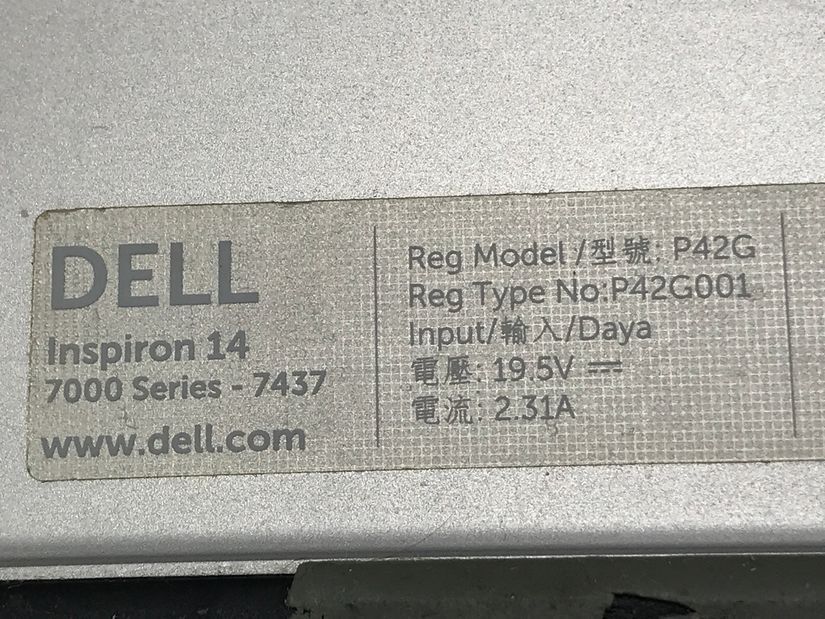 DELL
Inspiron 14
7000 Series - 7437
www.dell.com
Reg Model /型號: P42G
Reg Type No:P42G001
Input/輸入/Daya
電壓: 19.5V ⎓
電流: 2.31A